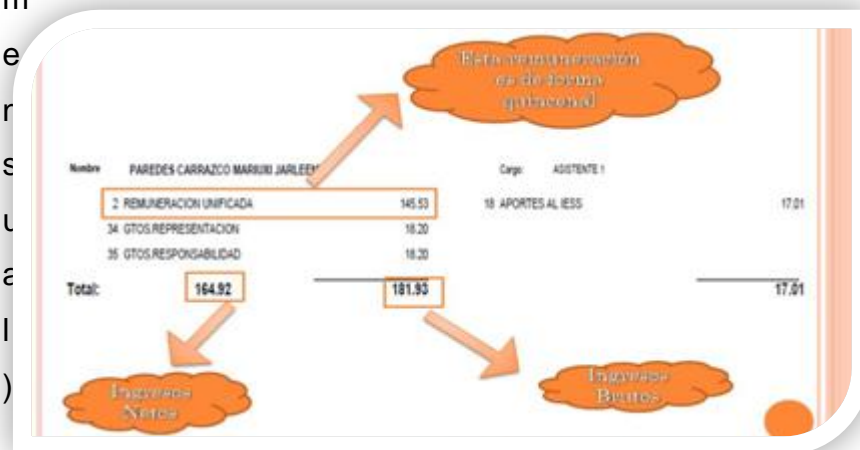 m
e
n
s
u
a
l
)
Esta remuneración
es de forma
quincenal
Nombre PAREDES CARRAZCO MARIUXI Cargo: ASISTENTE 1
2 REMUNERACION UNIFICADA 145.53 18 APORTES AL IESS 17.01
34 GTOS.REPRESENTACION 18.20
35 GTOS.RESPONSABILIDAD 18.20
Total: 164.92 181.93 17.01
Ingresos
Netos
Ingresos
Brutos